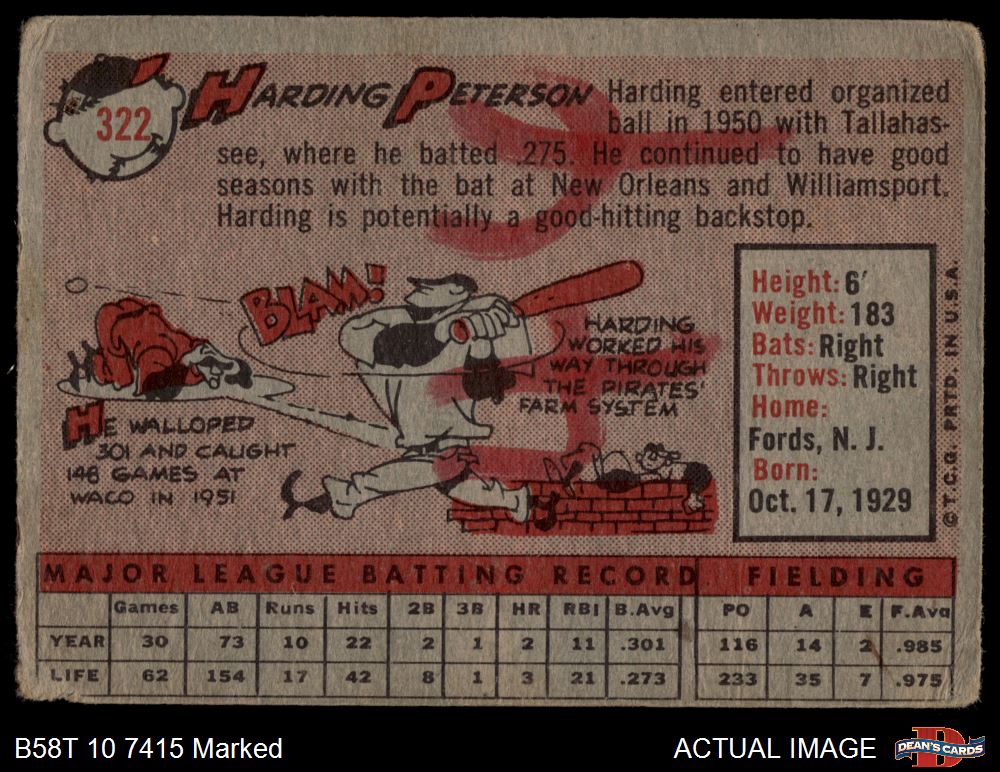 322
HARDING PETERSON
Harding entered organized
ball in 1950 with Tallahas-
see, where he batted .275. He continued to have good
seasons with the bat at New Orleans and Williamsport.
Harding is potentially a good-hitting backstop.
BLAM!
HARDING
WORKED HIS
WAY THROUGH
THE PIRATES'
FARM SYSTEM
HE WALLOPED
.301 AND CAUGHT
148 GAMES AT
WACO IN 1951
Height: 6'
Weight: 183
Bats: Right
Throws: Right
Home:
Fords, N. J.
Born:
Oct. 17, 1929
© T.C.G. PRTD. IN U.S.A.
MAJOR LEAGUE BATTING RECORD FIELDING
Games AB Runs Hits 2B 3B HR RBI B.Avg PO A E F.Avg
YEAR 30 73 10 22 2 1 2 11 .301 116 14 2 .985
LIFE 62 154 17 42 8 1 3 21 .273 233 35 7 .975
B58T 10 7415 Marked
ACTUAL IMAGE
DEAN'S CARDS